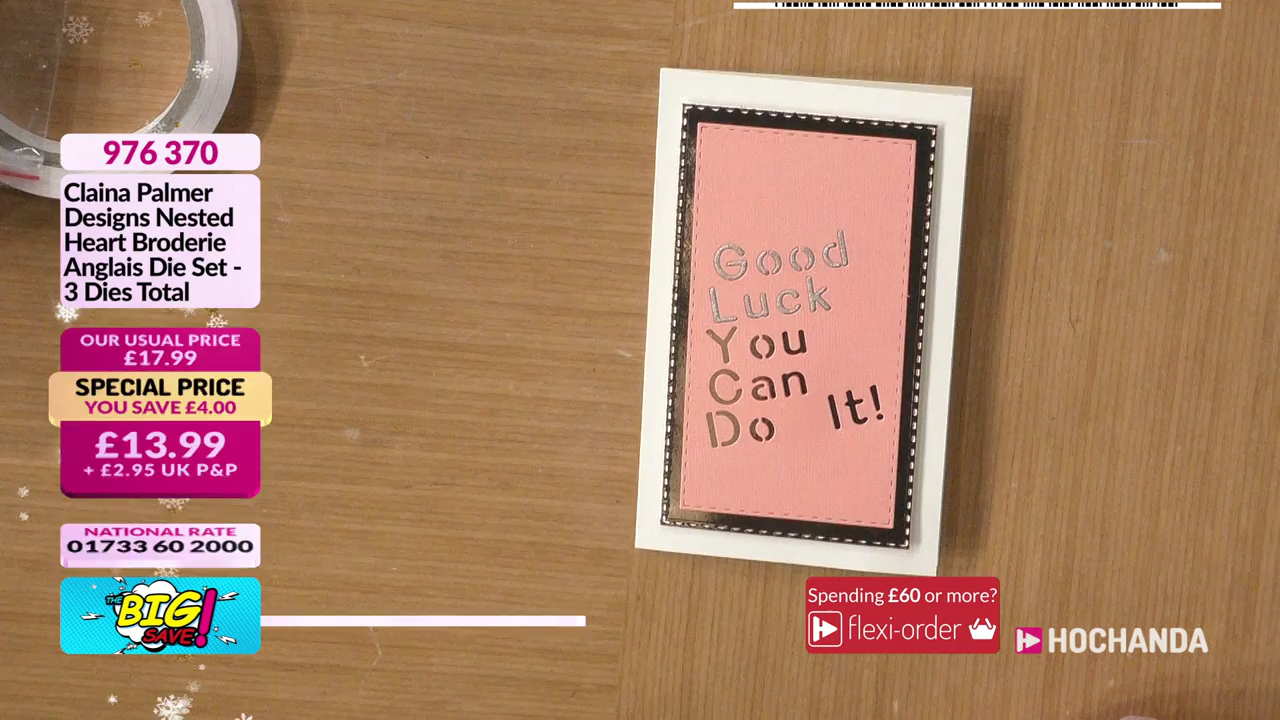 976 370
Claina Palmer
Designs Nested
Heart Broderie
Anglais Die Set -
3 Dies Total
OUR USUAL PRICE
£17.99
SPECIAL PRICE
YOU SAVE £4.00
£13.99
+ £2.95 UK P&P
NATIONAL RATE
01733 60 2000
THE
BIG!
SAVE
Good
Luck
You
Can
Do It!
Spending £60 or more?
flexi-order
HOCHANDA